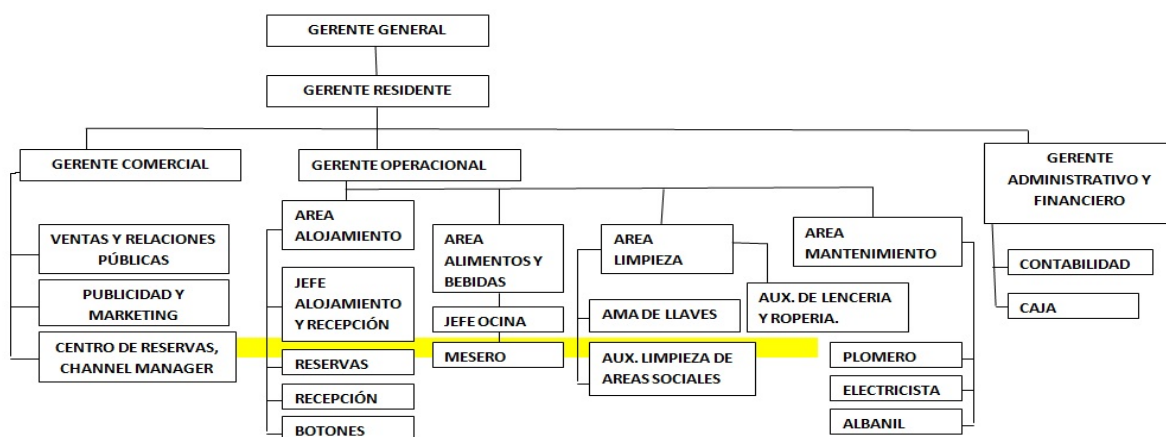 GERENTE GENERAL
GERENTE RESIDENTE
GERENTE COMERCIAL
VENTAS Y RELACIONES
PÚBLICAS
PUBLICIDAD Y
MARKETING
CENTRO DE RESERVAS,
CHANNEL MANAGER
GERENTE OPERACIONAL
AREA
ALOJAMIENTO
JEFE
ALOJAMIENTO
Y RECEPCIÓN
RESERVAS
RECEPCIÓN
BOTONES
AREA
ALIMENTOS Y
BEBIDAS
JEFE OCINA
MESERO
AREA
LIMPIEZA
AMA DE LLAVES
AUX. LIMPIEZA DE
AREAS SOCIALES
AUX. DE LENCERIA
Y ROPERIA.
AREA
MANTENIMIENTO
PLOMERO
ELECTRICISTA
ALBANIL
GERENTE
ADMINISTRATIVO Y
FINANCIERO
CONTABILIDAD
CAJA